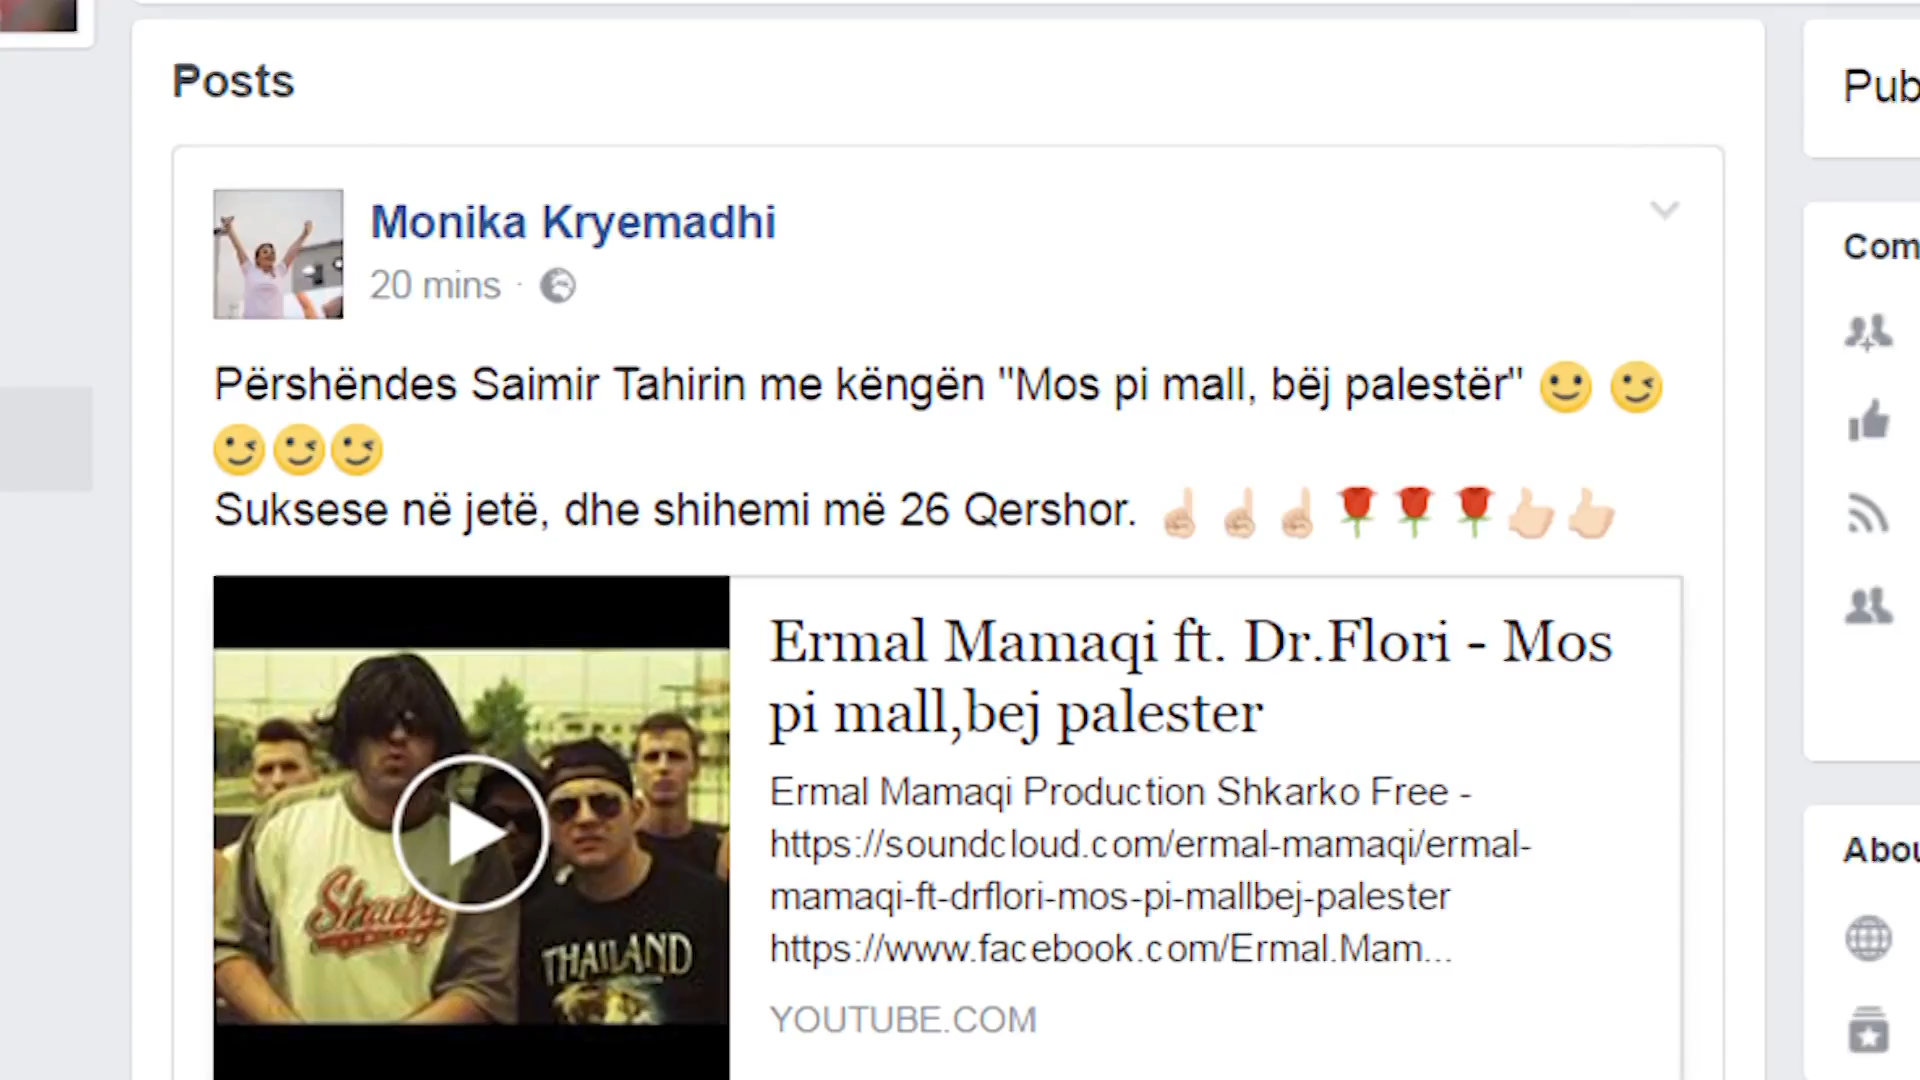 Posts
Monika Kryemadhi
20 mins ·
Përshëndes Saimir Tahirin me këngën "Mos pi mall, bëj palestër" 🙂 😉
😉😉😉
Suksese në jetë, dhe shihemi më 26 Qershor. ☝🏻☝🏻☝🏻🌹🌹🌹👍🏻👍🏻
Ermal Mamaqi ft. Dr.Flori - Mos
pi mall,bej palester
Ermal Mamaqi Production Shkarko Free -
https://soundcloud.com/ermal-mamaqi/ermal-
mamaqi-ft-drflori-mos-pi-mallbej-palester
https://www.facebook.com/Ermal.Mam...
YOUTUBE.COM
Shady
THAILAND
Pub
Com
Abou